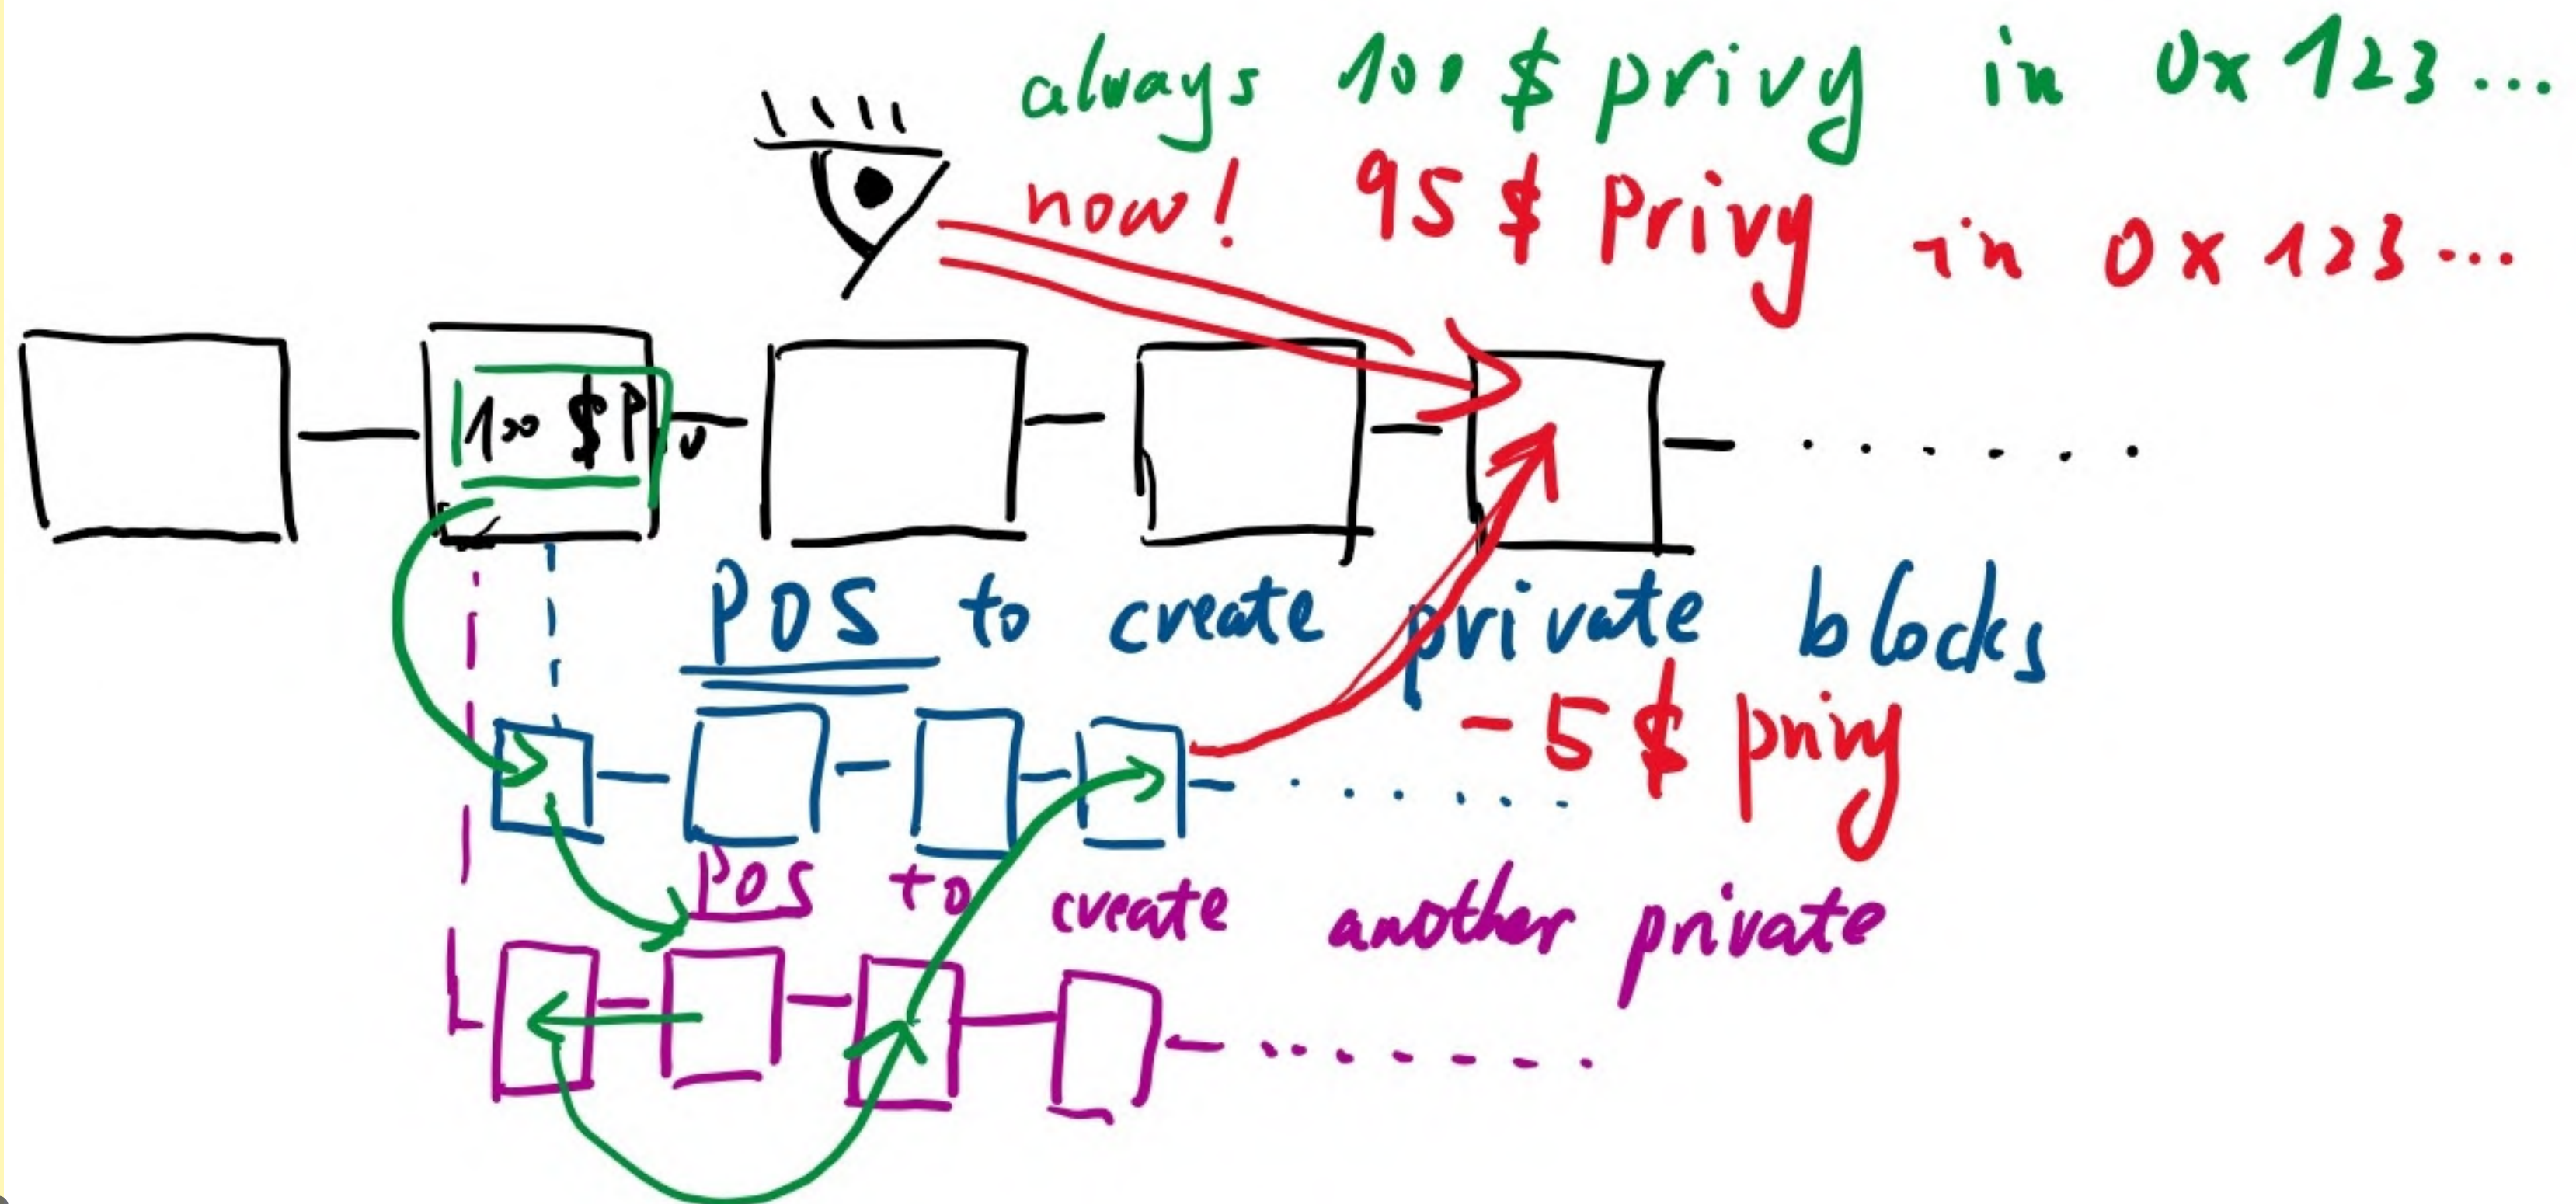 always 100 $ privy in 0x123...
now! 95 $ Privy in 0x123...
100 $ P
POS to create private blocks
- 5 $ privy
POS to create another private